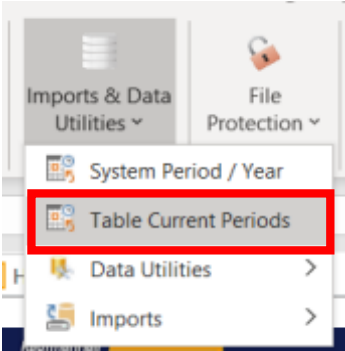 Imports & Data
Utilities
File
Protection
System Period / Year
Table Current Periods
Data Utilities
Imports
H